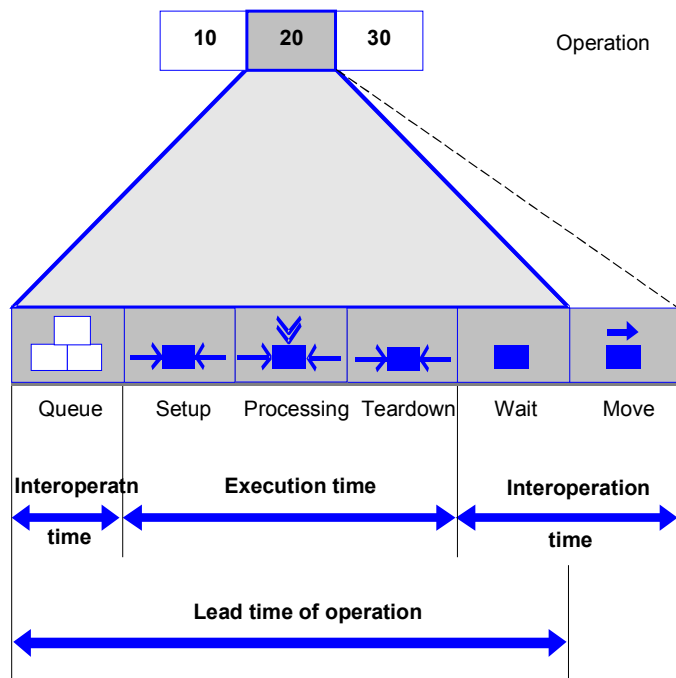 10 20 30
Operation
Queue Setup Processing Teardown Wait Move
Interoperatn
time
Execution time
Interoperation
time
Lead time of operation